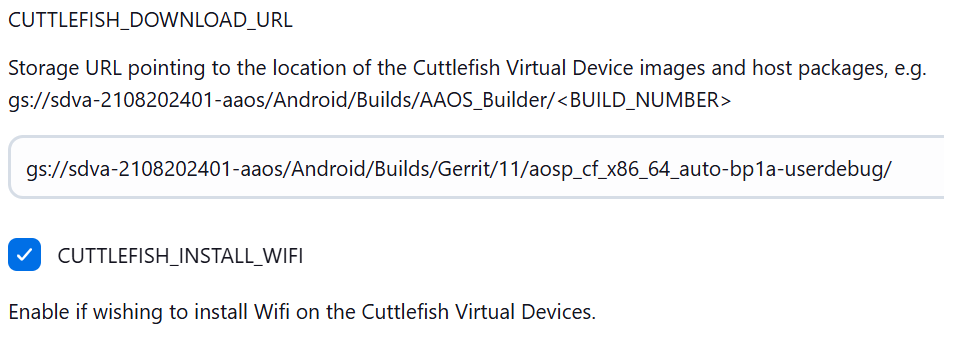 CUTTLEFISH_DOWNLOAD_URL
Storage URL pointing to the location of the Cuttlefish Virtual Device images and host packages, e.g.
gs://sdva-2108202401-aaos/Android/Builds/AAOS_Builder/<BUILD_NUMBER>
gs://sdva-2108202401-aaos/Android/Builds/Gerrit/11/aosp_cf_x86_64_auto-bp1a-userdebug/
CUTTLEFISH_INSTALL_WIFI
Enable if wishing to install Wifi on the Cuttlefish Virtual Devices.